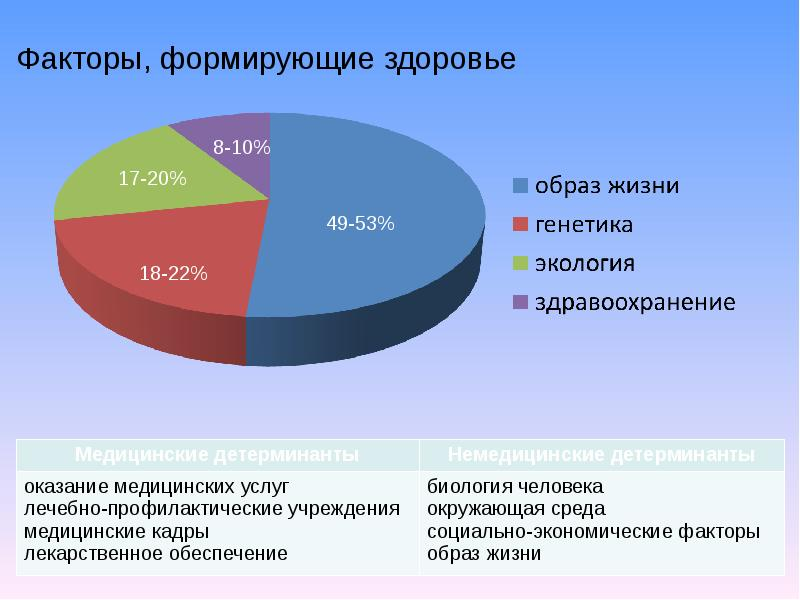 Факторы, формирующие здоровье
8-10%
17-20%
49-53%
18-22%
образ жизни
генетика
экология
здравоохранение
Медицинские детерминанты
оказание медицинских услуг
лечебно-профилактические учреждения
медицинские кадры
лекарственное обеспечение
Немедицинские детерминанты
биология человека
окружающая среда
социально-экономические факторы
образ жизни